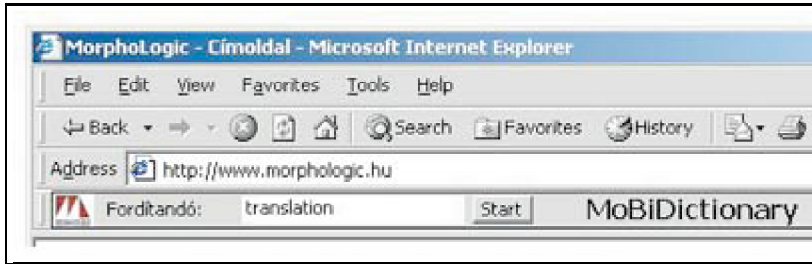 MorphoLogic - Címoldal - Microsoft Internet Explorer
File Edit View Favorites Tools Help
Back Search Favorites History
Address http://www.morphologic.hu
Fordítandó: translation Start MoBiDictionary